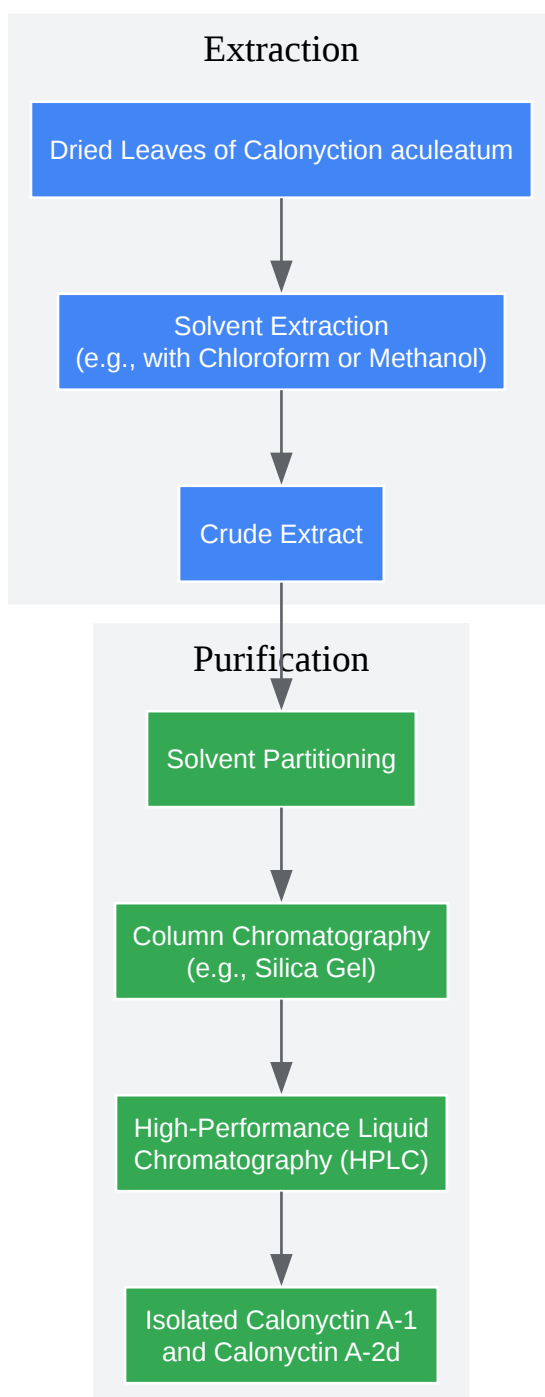 Extraction
Dried Leaves of Calonyction aculeatum
Solvent Extraction
(e.g., with Chloroform or Methanol)
Crude Extract
Purification
Solvent Partitioning
Column Chromatography
(e.g., Silica Gel)
High-Performance Liquid
Chromatography (HPLC)
Isolated Calonyctin A-1
and Calonyctin A-2d